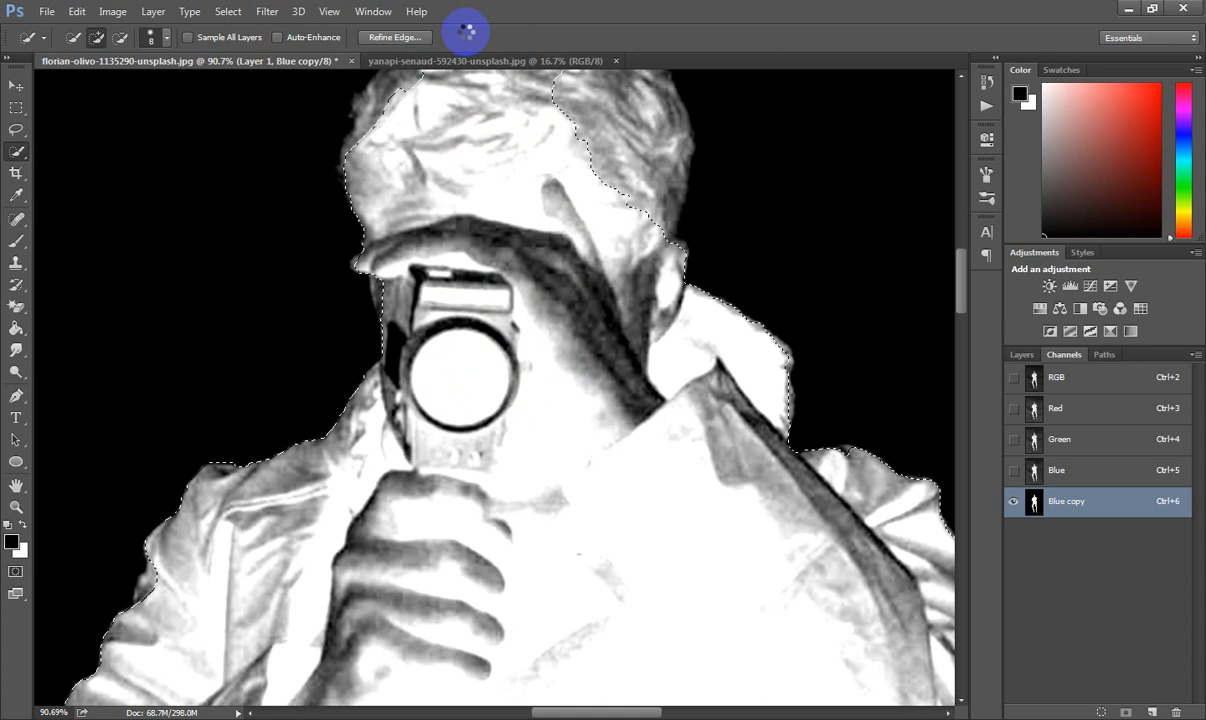 Ps File Edit Image Layer Type Select Filter 3D View Window Help
8 Sample All Layers Auto-Enhance Refine Edge... Essentials
florian-olivo-1135290-unsplash.jpg @ 90.7% (Layer 1, Blue copy/8) * × yanapi-senaud-592430-unsplash.jpg @ 16.7% (RGB/8) ×
Color Swatches
Adjustments Styles
Add an adjustment
Layers Channels Paths
RGB Ctrl+2
Red Ctrl+3
Green Ctrl+4
Blue Ctrl+5
Blue copy Ctrl+6
90.69% Doc: 68.7M/298.0M